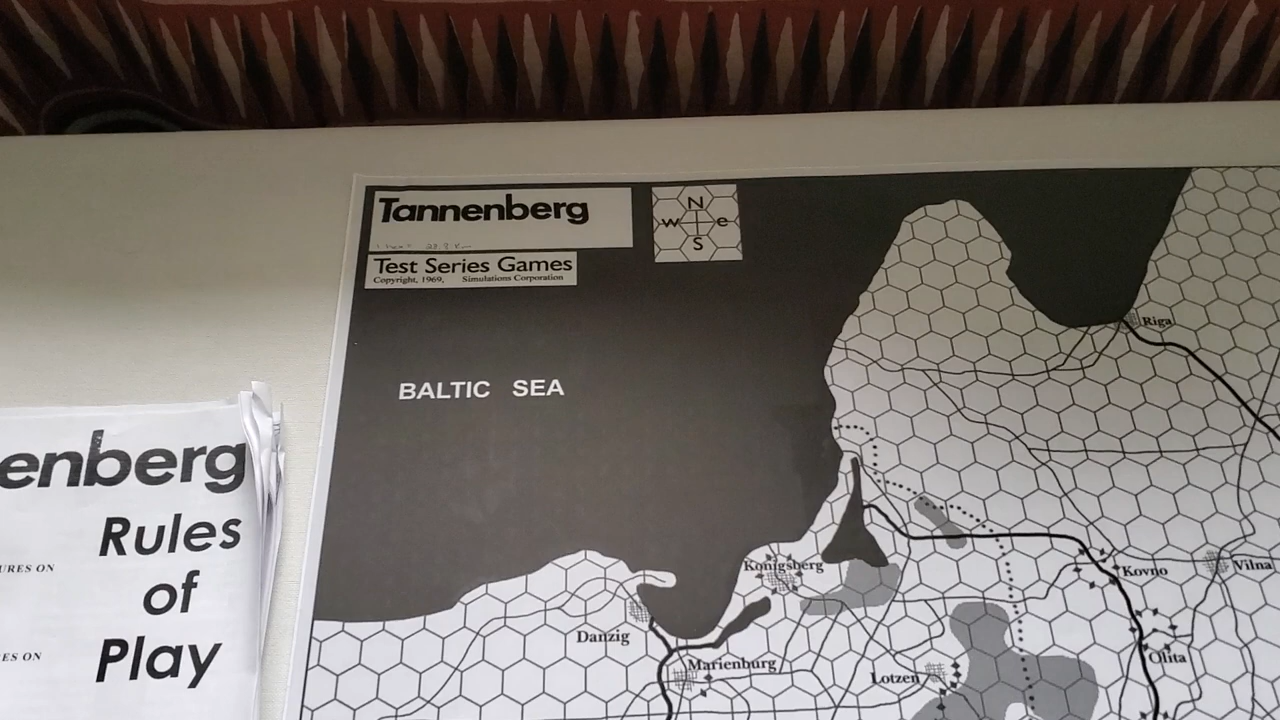 Tannenberg
Test Series Games
Copyright, 1969, Simulations Corporation
N
w e
S
BALTIC SEA
Riga
Konigsberg
Kovno
Vilna
Danzig
Marienburg
Lotzen
Olita
enberg
Rules
of
Play
URES ON
ES ON